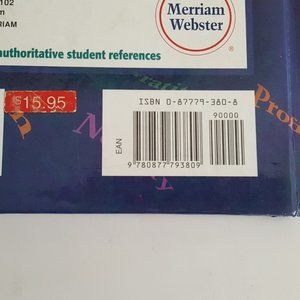 102
m
RIAM
Merriam
Webster
®
authoritative student references
$15.95
ISBN 0-87779-380-8
90000
EAN
9 780877 793809